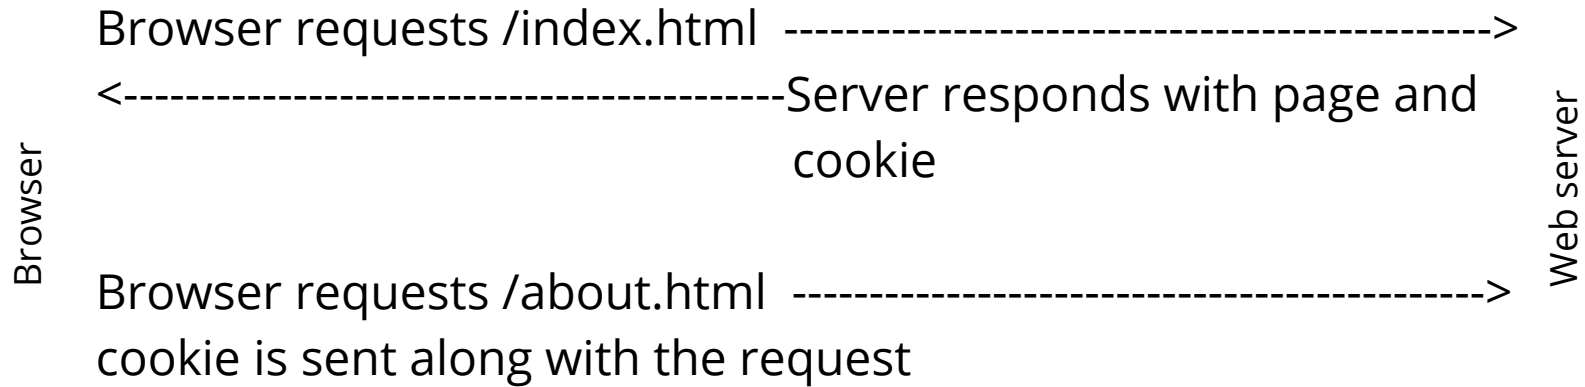 Browser requests /index.html ----------------------------------------------->
<--------------------------------------------Server responds with page and
cookie
Browser
Web server
Browser requests /about.html ---------------------------------------------->
cookie is sent along with the request